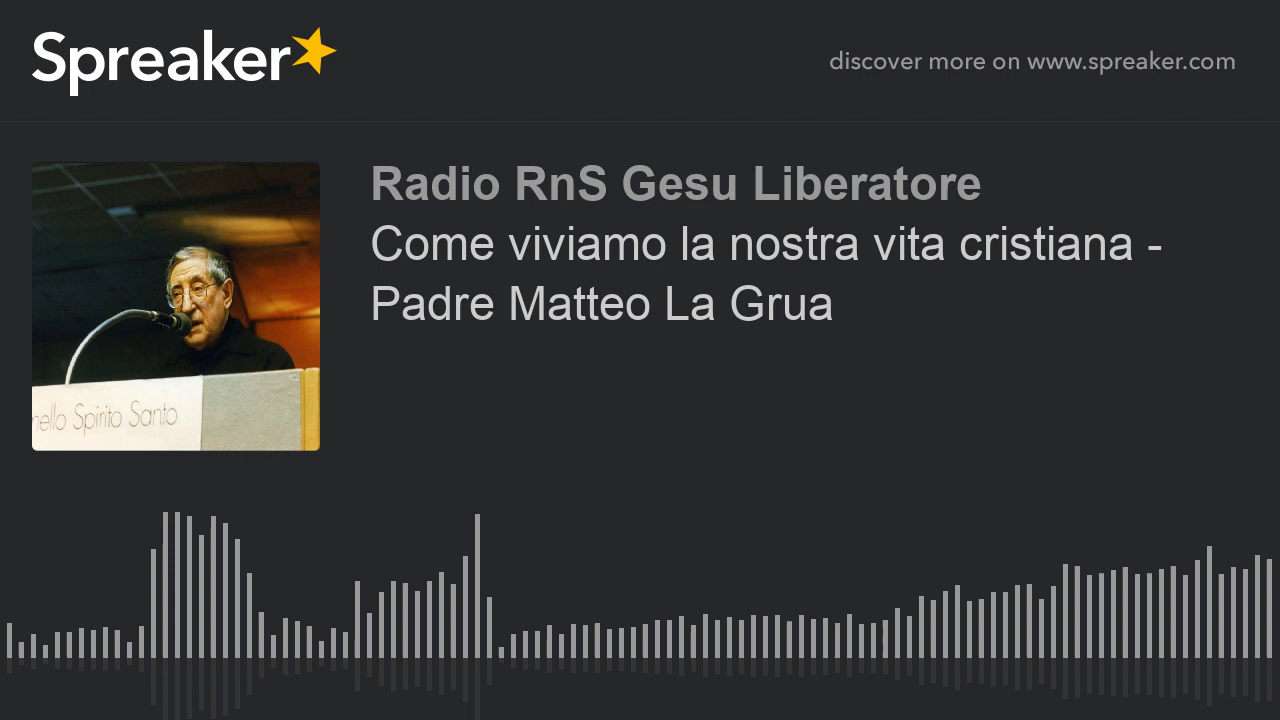 Spreaker
discover more on www.spreaker.com
Radio RnS Gesu Liberatore
Come viviamo la nostra vita cristiana -
Padre Matteo La Grua
nello Spirito Santo